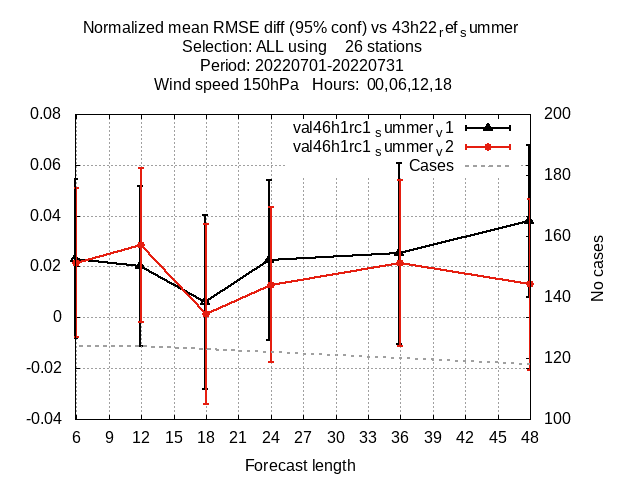 Normalized mean RMSE diff (95% conf) vs 43h22refsummer
Selection: ALL using 26 stations
Period: 20220701-20220731
Wind speed 150hPa Hours: 00,06,12,18
val46h1rc1summerv1
val46h1rc1summerv2
Cases
0.08
0.06
0.04
0.02
0
-0.02
-0.04
200
180
160
140
120
100
No cases
6 9 12 15 18 21 24 27 30 33 36 39 42 45 48
Forecast length